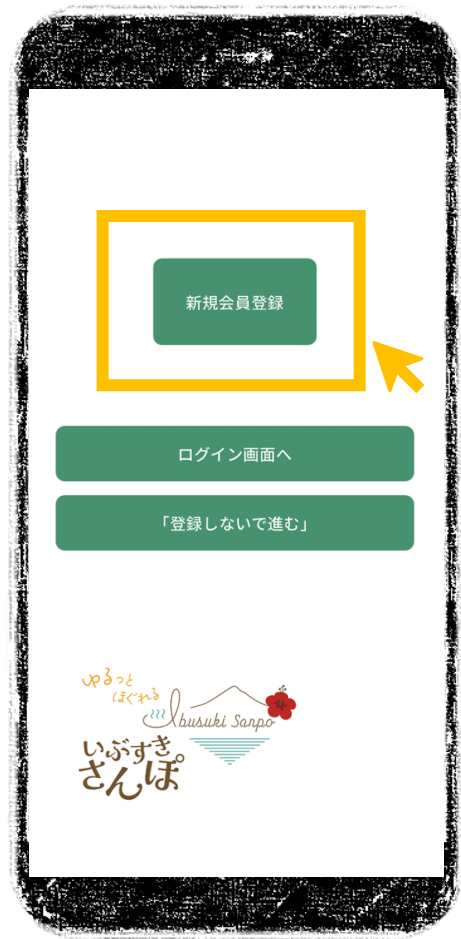 新規会員登録
ログイン画面へ
「登録しないで進む」
ゆるっと
ほぐれる
Ibusuki Sanpo
いぶすき
さんぽ